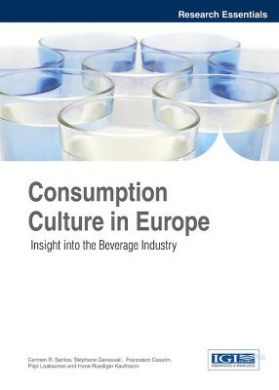 Research Essentials
Consumption
Culture in Europe
Insight into the Beverage Industry
Carmen R. Santos, Stéphane Ganassali, Francesco Casarin,
Pirjo Laaksonen and Hans-Ruediger Kaufmann
IGI